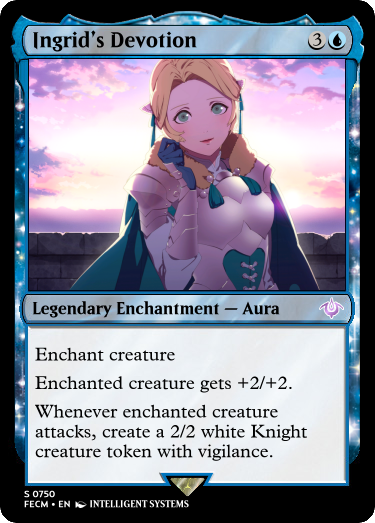 Ingrid's Devotion 3
Legendary Enchantment — Aura
Enchant creature
Enchanted creature gets +2/+2.
Whenever enchanted creature
attacks, create a 2/2 white Knight
creature token with vigilance.
S 0750
FECM • EN INTELLIGENT SYSTEMS